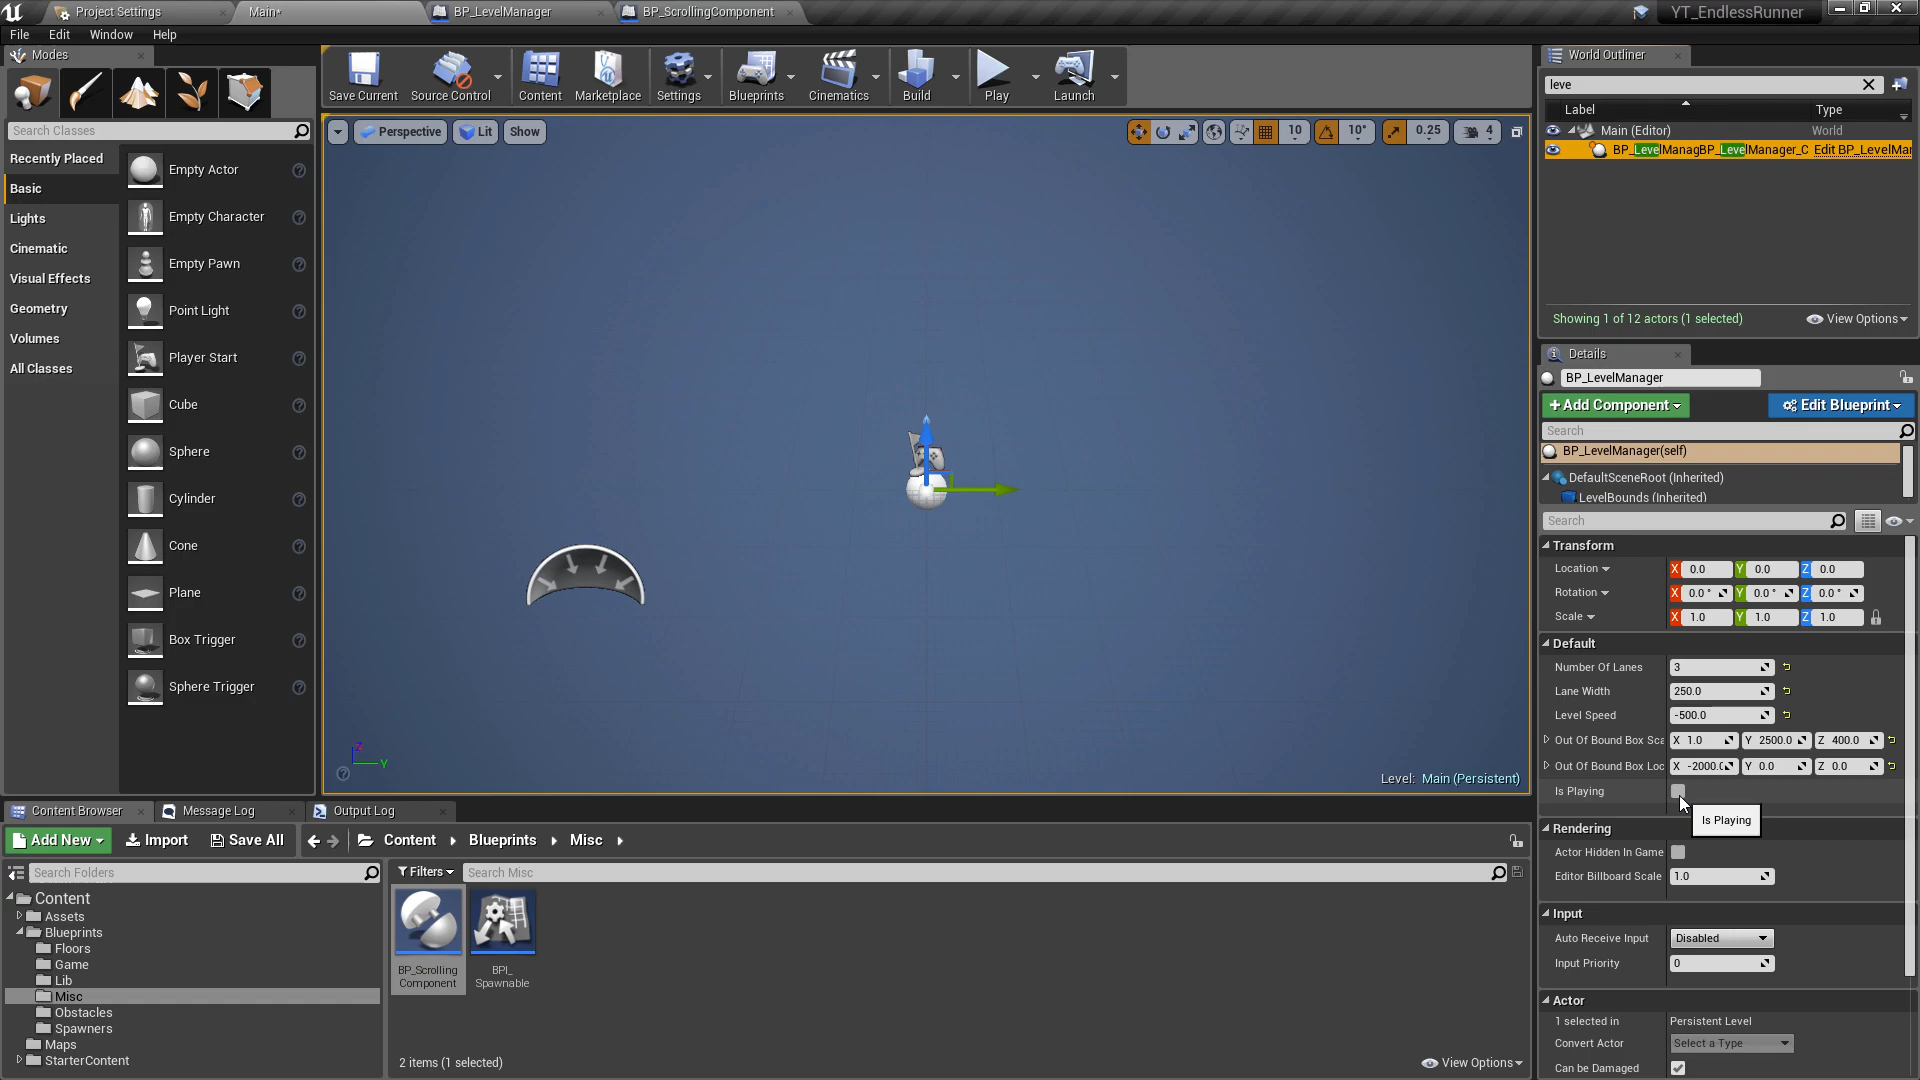 Project Settings
Main*
BP_LevelManager
BP_ScrollingComponent
YT_EndlessRunner
File Edit Window Help
Modes
Search Classes
Recently Placed
Basic
Lights
Cinematic
Visual Effects
Geometry
Volumes
All Classes
Empty Actor
Empty Character
Empty Pawn
Point Light
Player Start
Cube
Sphere
Cylinder
Cone
Plane
Box Trigger
Sphere Trigger
Save Current
Source Control
Content
Marketplace
Settings
Blueprints
Cinematics
Build
Play
Launch
Perspective Lit Show
10 10° 0.25 4
Z
Y
Level: Main (Persistent)
World Outliner
leve
Label Type
Main (Editor) World
BP_LevelManagBP_LevelManager_C Edit BP_LevelMan
Showing 1 of 12 actors (1 selected) View Options
Details
BP_LevelManager
+Add Component Edit Blueprint
Search
BP_LevelManager(self)
DefaultSceneRoot (Inherited)
LevelBounds (Inherited)
Search
Transform
Location X 0.0 Y 0.0 Z 0.0
Rotation X 0.0 ° Y 0.0 ° Z 0.0 °
Scale X 1.0 Y 1.0 Z 1.0
Default
Number Of Lanes 3
Lane Width 250.0
Level Speed -500.0
Out Of Bound Box Sca X 1.0 Y 2500.0 Z 400.0
Out Of Bound Box Loc X -2000.0 Y 0.0 Z 0.0
Is Playing
Is Playing
Rendering
Actor Hidden In Game
Editor Billboard Scale 1.0
Input
Auto Receive Input Disabled
Input Priority 0
Actor
1 selected in Persistent Level
Convert Actor Select a Type
Can be Damaged
Content Browser
Message Log
Output Log
Add New Import Save All Content Blueprints Misc
Search Folders
Filters Search Misc
Content
Assets
Blueprints
Floors
Game
Lib
Misc
Obstacles
Spawners
Maps
StarterContent
BP_Scrolling
Component
BPI_
Spawnable
2 items (1 selected)
View Options